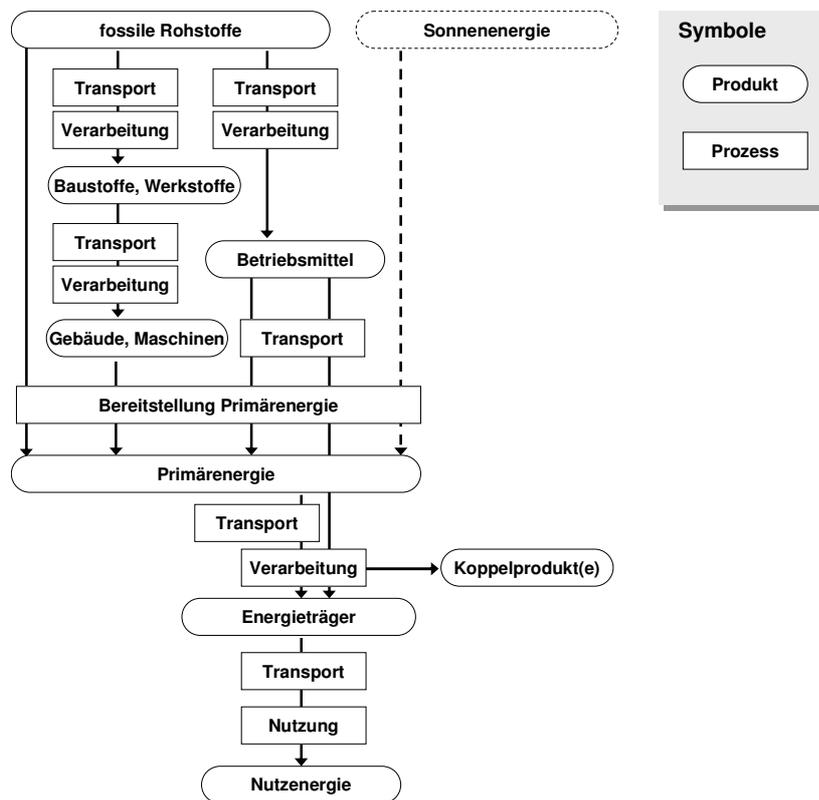 fossile Rohstoffe
Sonnenenergie
Symbole
Transport
Transport
Produkt
Verarbeitung
Verarbeitung
Prozess
Baustoffe, Werkstoffe
Transport
Betriebsmittel
Verarbeitung
Gebäude, Maschinen
Transport
Bereitstellung Primärenergie
Primärenergie
Transport
Verarbeitung
Koppelprodukt(e)
Energieträger
Transport
Nutzung
Nutzenergie